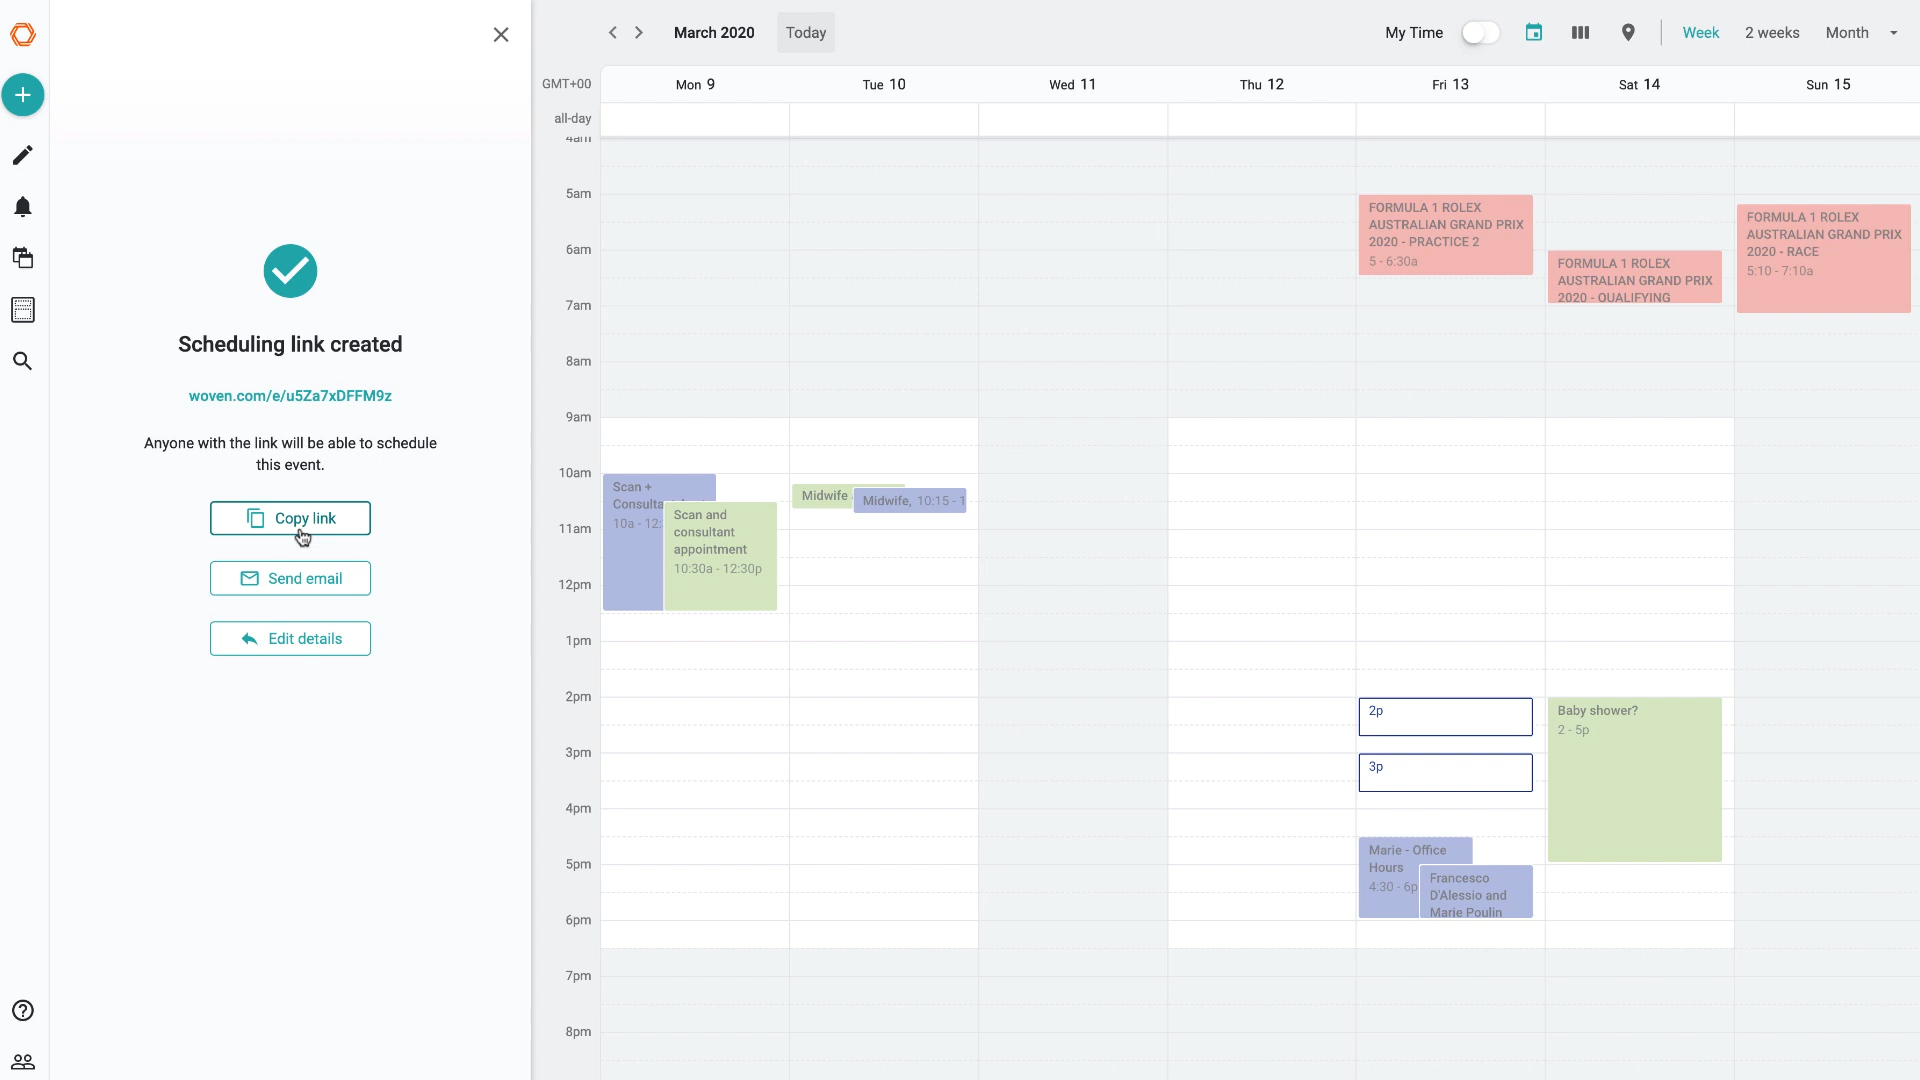 March 2020
Today
My Time
Week
2 weeks
Month
GMT+00
Mon 9
Tue 10
Wed 11
Thu 12
Fri 13
Sat 14
Sun 15
all-day
4am
5am
6am
7am
8am
9am
10am
11am
12pm
1pm
2pm
3pm
4pm
5pm
6pm
7pm
8pm
Scheduling link created
woven.com/e/u5Za7xDFFM9z
Anyone with the link will be able to schedule
this event.
Copy link
Send email
Edit details
Scan +
Consulta
10a - 12:
Scan and
consultant
appointment
10:30a - 12:30p
Midwife
Midwife, 10:15 - 1
FORMULA 1 ROLEX
AUSTRALIAN GRAND PRIX
2020 - PRACTICE 2
5 - 6:30a
2p
3p
Marie - Office
Hours
4:30 - 6p
Francesco
D'Alessio and
Marie Poulin
FORMULA 1 ROLEX
AUSTRALIAN GRAND PRIX
2020 - QUALIFYING
Baby shower?
2 - 5p
FORMULA 1 ROLEX
AUSTRALIAN GRAND PRIX
2020 - RACE
5:10 - 7:10a